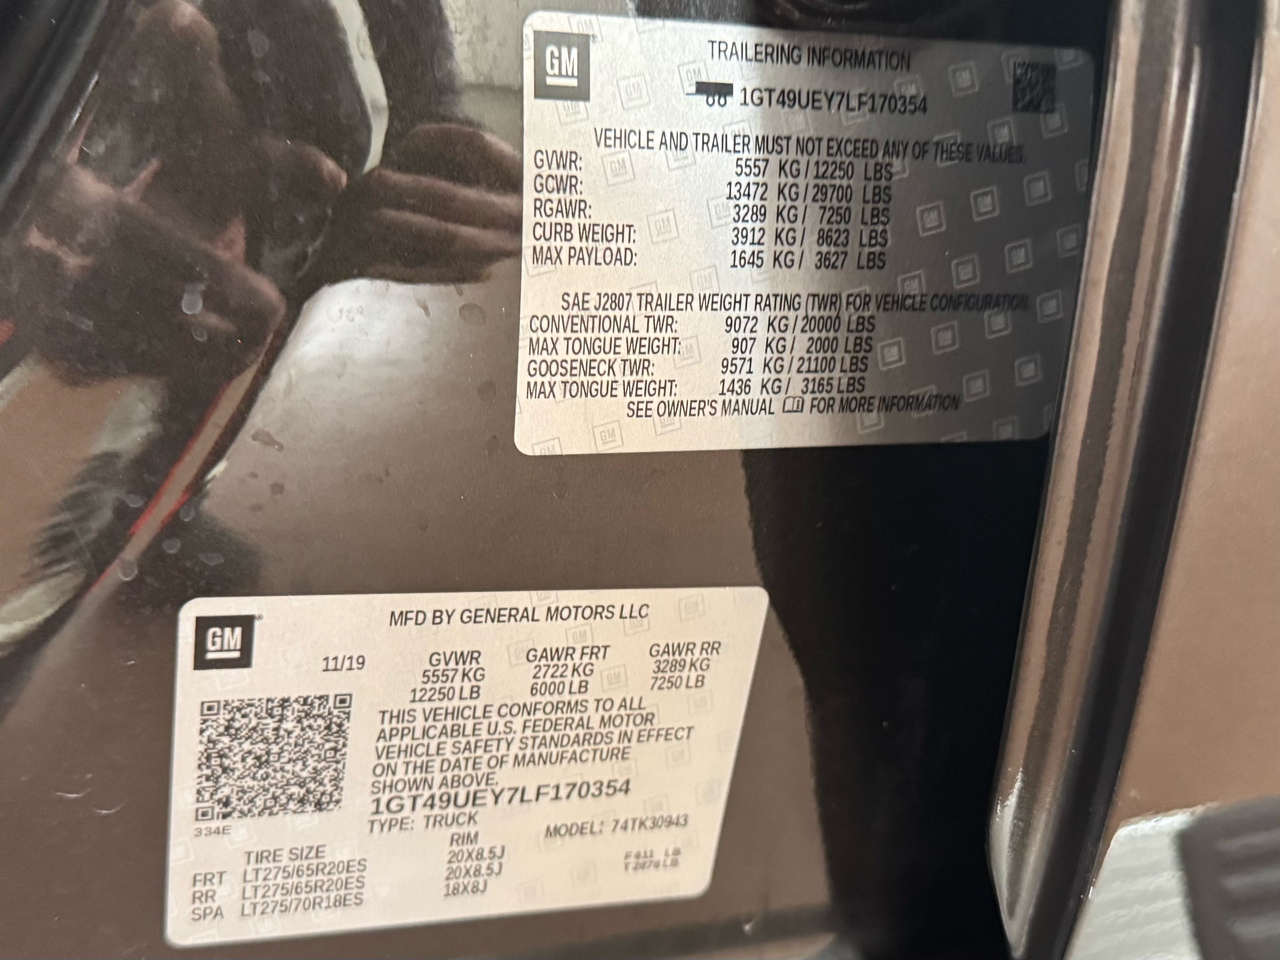 GM
TRAILERING INFORMATION
1GT49UEY7LF170354
VEHICLE AND TRAILER MUST NOT EXCEED ANY OF THESE VALUES.
GVWR: 5557 KG / 12250 LBS
GCWR: 13472 KG / 29700 LBS
RGAWR: 3289 KG / 7250 LBS
CURB WEIGHT: 3912 KG / 8623 LBS
MAX PAYLOAD: 1645 KG / 3627 LBS
SAE J2807 TRAILER WEIGHT RATING (TWR) FOR VEHICLE CONFIGURATION.
CONVENTIONAL TWR: 9072 KG / 20000 LBS
MAX TONGUE WEIGHT: 907 KG / 2000 LBS
GOOSENECK TWR: 9571 KG / 21100 LBS
MAX TONGUE WEIGHT: 1436 KG / 3165 LBS
SEE OWNER'S MANUAL FOR MORE INFORMATION
GM
MFD BY GENERAL MOTORS LLC
11/19 GVWR GAWR FRT GAWR RR
5557 KG 2722 KG 3289 KG
12250 LB 6000 LB 7250 LB
THIS VEHICLE CONFORMS TO ALL
APPLICABLE U.S. FEDERAL MOTOR
VEHICLE SAFETY STANDARDS IN EFFECT
ON THE DATE OF MANUFACTURE
SHOWN ABOVE.
1GT49UEY7LF170354
334E
TYPE: TRUCK MODEL: 74TK30943
TIRE SIZE RIM
FRT LT275/65R20ES 20X8.5J
RR LT275/65R20ES 20X8.5J
SPA LT275/70R18ES 18X8J